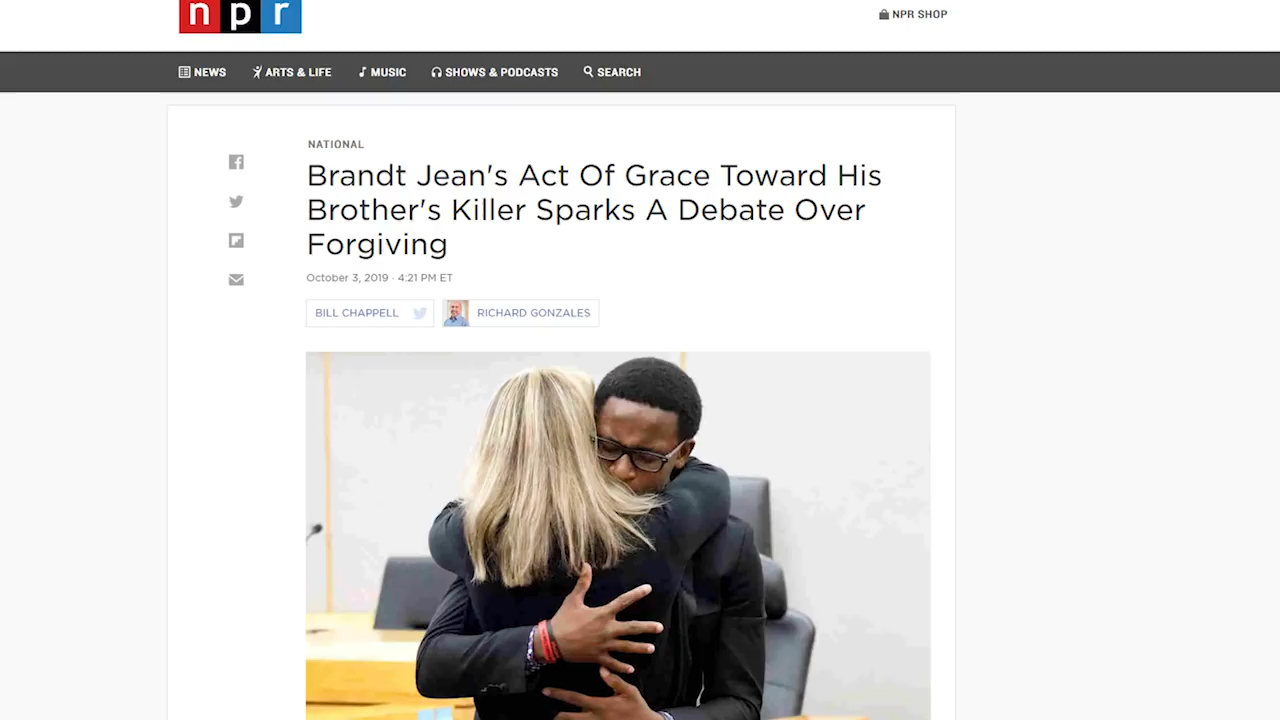 npr
NPR SHOP
NEWS
ARTS & LIFE
MUSIC
SHOWS & PODCASTS
SEARCH
NATIONAL
Brandt Jean's Act Of Grace Toward His
Brother's Killer Sparks A Debate Over
Forgiving
October 3, 2019 · 4:21 PM ET
BILL CHAPPELL
RICHARD GONZALES